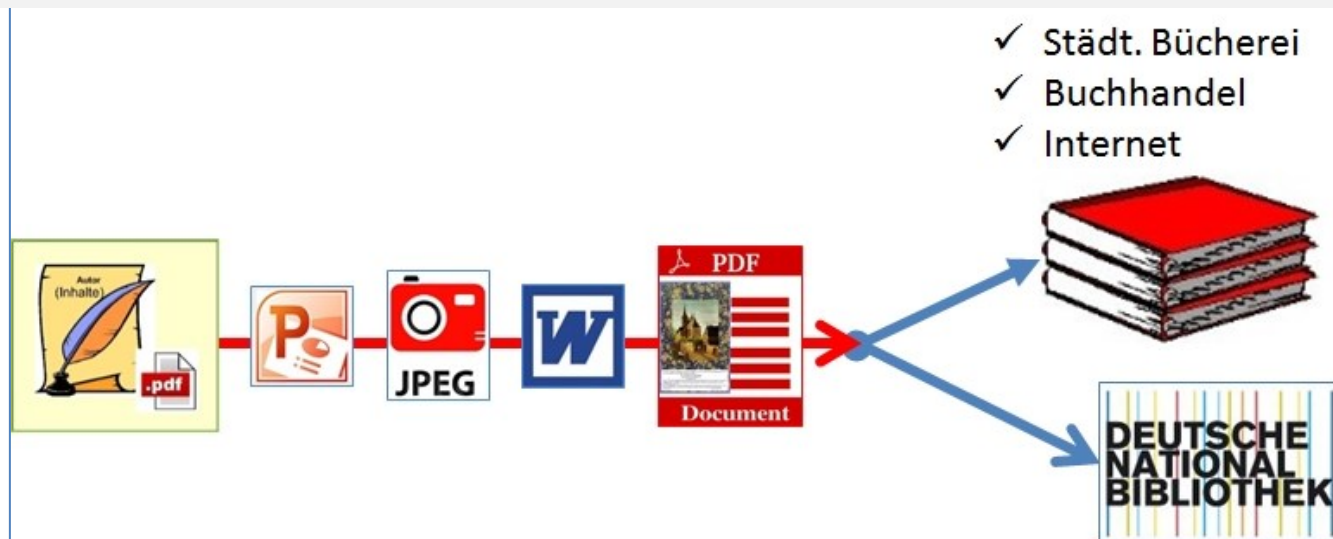 ✓ Städt. Bücherei
✓ Buchhandel
✓ Internet
Autor
(Inhalte)
.pdf
P
JPEG
W
PDF
Document
DEUTSCHE
NATIONAL
BIBLIOTHEK